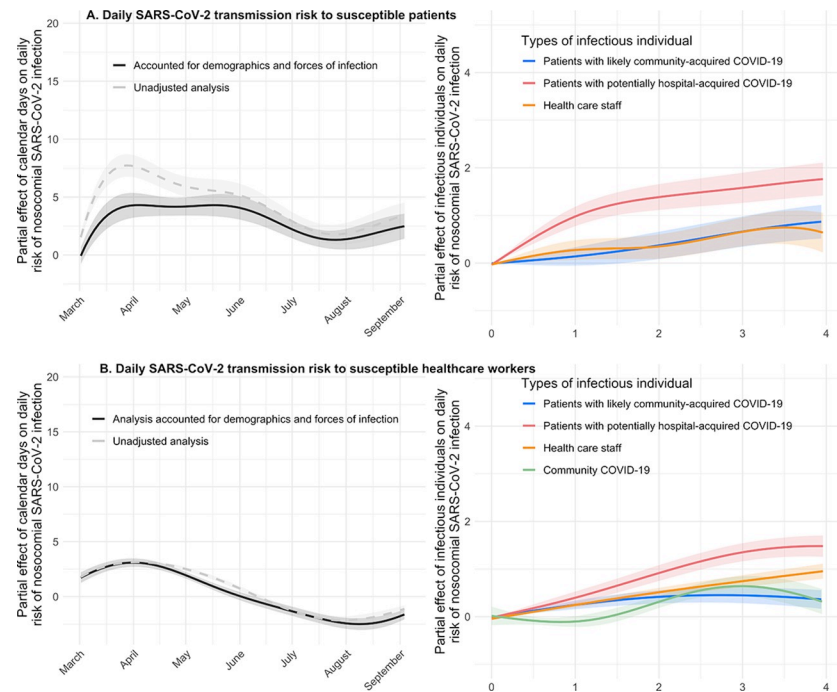 A. Daily SARS-CoV-2 transmission risk to susceptible patients
Partial effect of calendar days on daily
risk of nosocomial SARS-CoV-2 infection
20
15
10
5
0
Accounted for demographics and forces of infection
Unadjusted analysis
March
April
May
June
July
August
September
Partial effect of infectious individuals on daily
risk of nosocomial SARS-CoV-2 infection
4
2
0
Types of infectious individual
Patients with likely community-acquired COVID-19
Patients with potentially hospital-acquired COVID-19
Health care staff
0
1
2
3
4
B. Daily SARS-CoV-2 transmission risk to susceptible healthcare workers
Partial effect of calendar days on daily
risk of nosocomial SARS-CoV-2 infection
20
15
10
5
0
Analysis accounted for demographics and forces of infection
Unadjusted analysis
March
April
May
June
July
August
September
Partial effect of infectious individuals on daily
risk of nosocomial SARS-CoV-2 infection
4
2
0
Types of infectious individual
Patients with likely community-acquired COVID-19
Patients with potentially hospital-acquired COVID-19
Health care staff
Community COVID-19
0
1
2
3
4